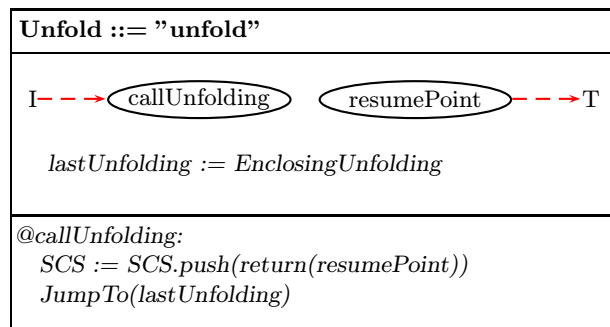 Unfold ::= ”unfold”
I callUnfolding resumePoint T
lastUnfolding := EnclosingUnfolding
@callUnfolding:
SCS := SCS.push(return(resumePoint))
JumpTo(lastUnfolding)